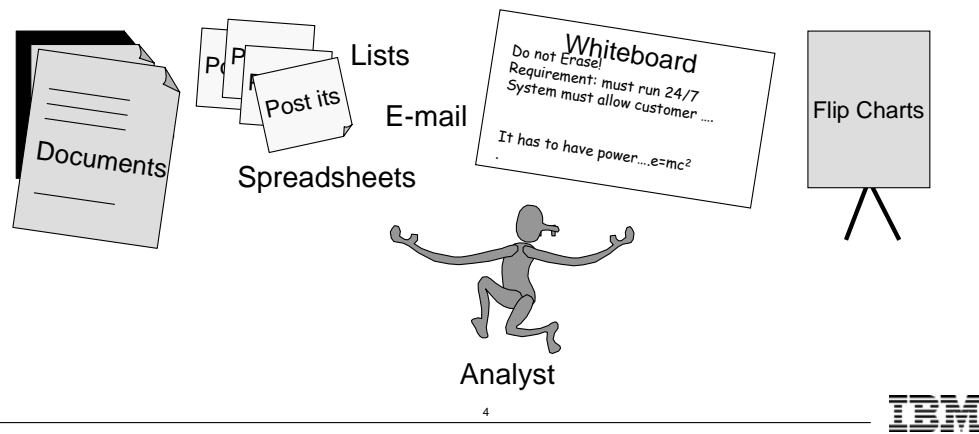 Documents
Po
P
P
Post its
Lists
E-mail
Spreadsheets
Whiteboard
Do not Erase!
Requirement: must run 24/7
System must allow customer ....
It has to have power....e=mc²
.
Flip Charts
Analyst
4
IBM